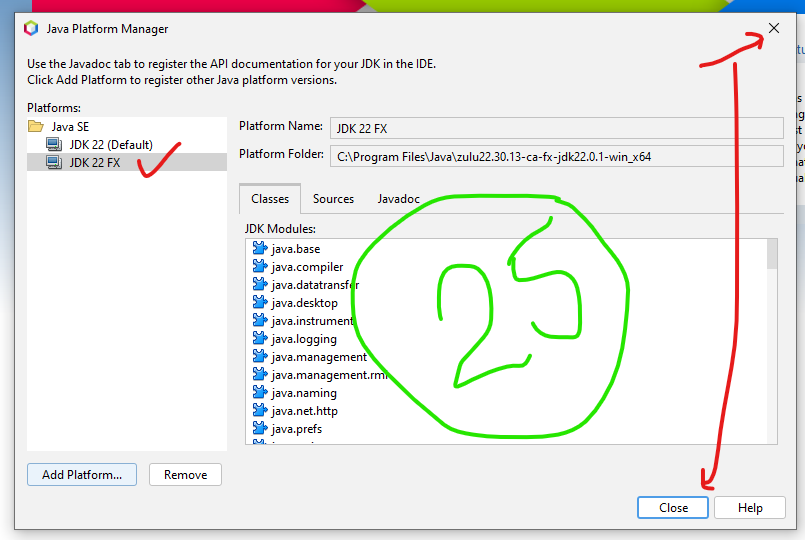 Java Platform Manager
Use the Javadoc tab to register the API documentation for your JDK in the IDE.
Click Add Platform to register other Java platform versions.
Platforms:
Java SE
JDK 22 (Default)
JDK 22 FX
Platform Name: JDK 22 FX
Platform Folder: C:\Program Files\Java\zulu22.30.13-ca-fx-jdk22.0.1-win_x64
Classes Sources Javadoc
JDK Modules:
java.base
java.compiler
java.datatransfer
java.desktop
java.instrument
java.logging
java.management
java.management.rmi
java.naming
java.net.http
java.prefs
25
Add Platform... Remove
Close Help